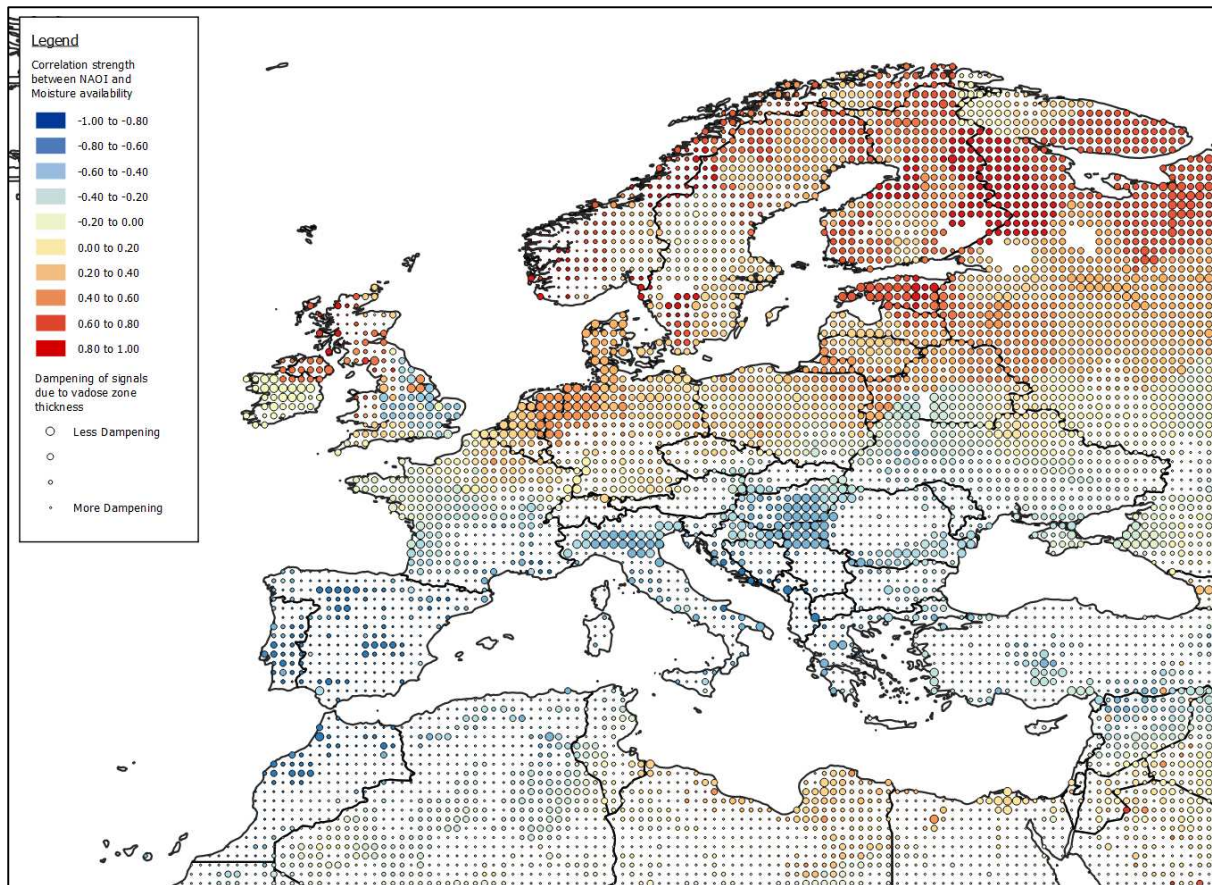 Legend
Correlation strength
between NAOI and
Moisture availability
-1.00 to -0.80
-0.80 to -0.60
-0.60 to -0.40
-0.40 to -0.20
-0.20 to 0.00
0.00 to 0.20
0.20 to 0.40
0.40 to 0.60
0.60 to 0.80
0.80 to 1.00
Dampening of signals
due to vadose zone
thickness
Less Dampening
More Dampening